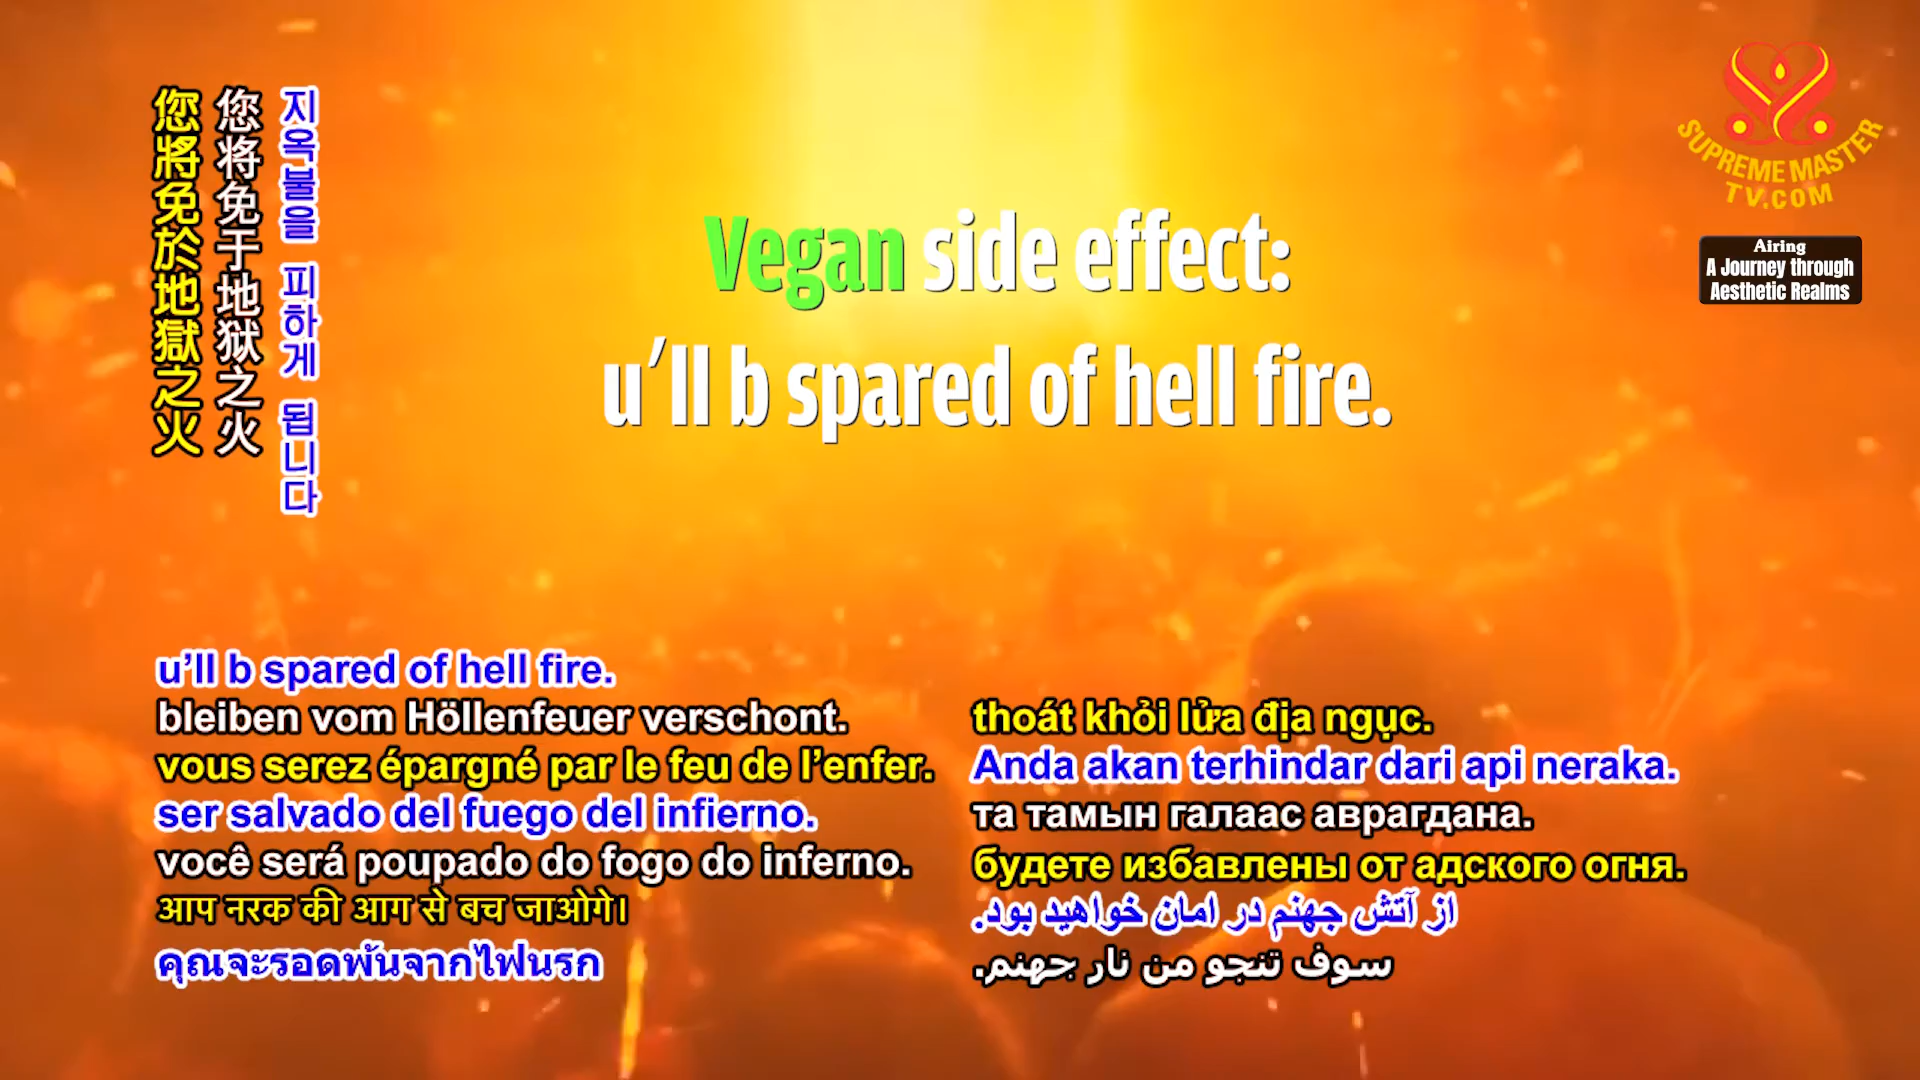 您將免於地獄之火
您将免于地狱之火
지옥불을 피하게 됩니다
SUPREME MASTER
TV.COM
Airing
A Journey through
Aesthetic Realms
Vegan side effect:
u'll b spared of hell fire.
u'll b spared of hell fire.
bleiben vom Höllenfeuer verschont.
vous serez épargné par le feu de l'enfer.
ser salvado del fuego del infierno.
você será poupado do fogo do inferno.
आप नरक की आग से बच जाओगे।
คุณจะรอดพ้นจากไฟนรก
thoát khỏi lửa địa ngục.
Anda akan terhindar dari api neraka.
та тамын галаас аврагдана.
будете избавлены от адского огня.
از آتش جهنم در امان خواهید بود.
سوف تنجو من نار جهنم.